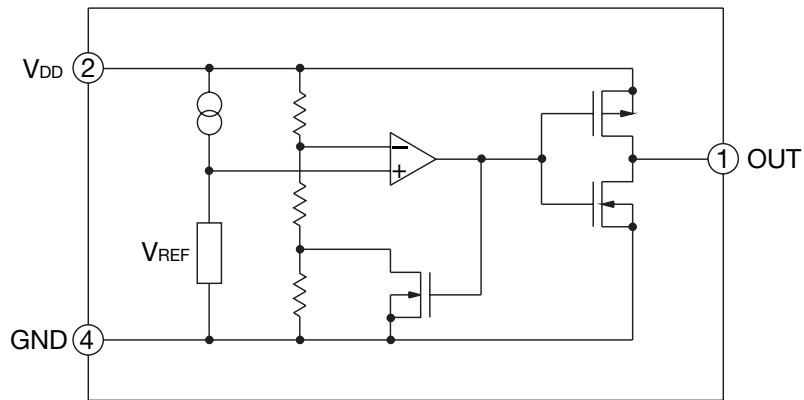 VDD 2
−
+
1 OUT
VREF
GND 4